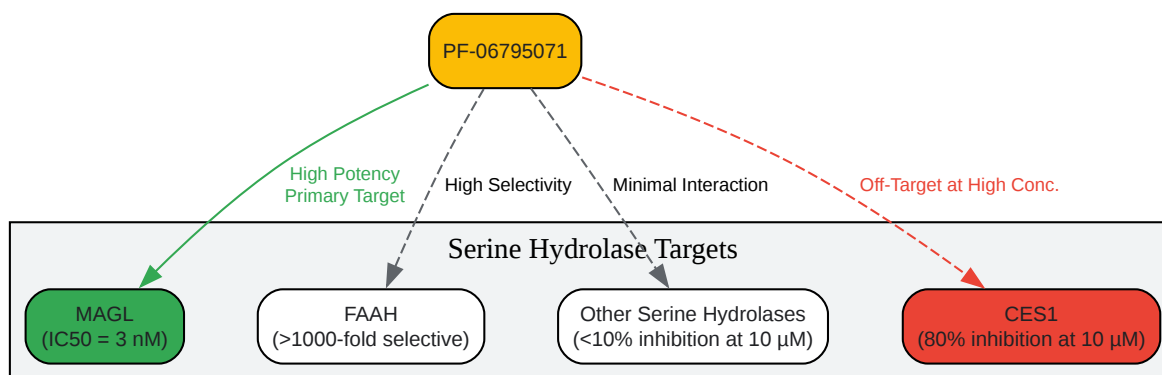 PF-06795071
High Potency
Primary Target
High Selectivity
Minimal Interaction
Off-Target at High Conc.
Serine Hydrolase Targets
MAGL
(IC50 = 3 nM)
FAAH
(>1000-fold selective)
Other Serine Hydrolases
(<10% inhibition at 10 µM)
CES1
(80% inhibition at 10 µM)